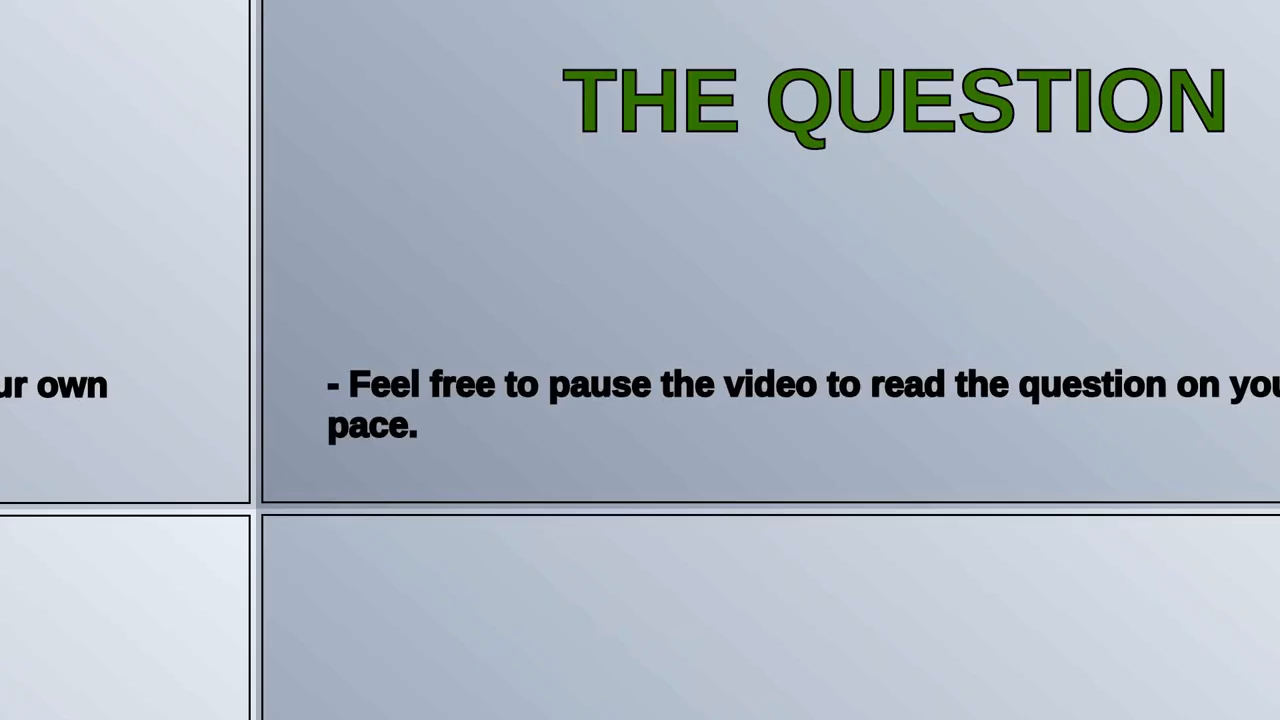 THE QUESTION
ur own
- Feel free to pause the video to read the question on you
pace.